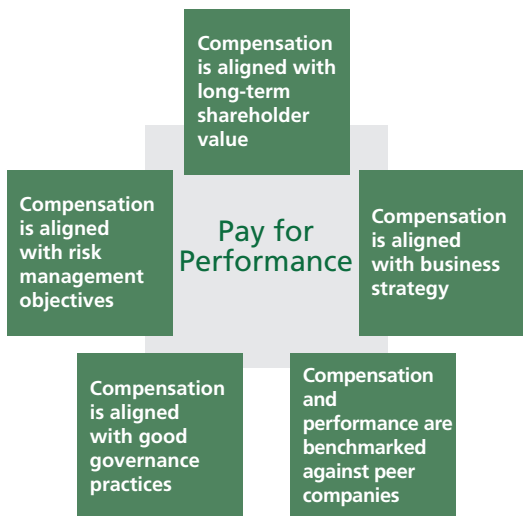 Compensation
is aligned with
long-term
shareholder
value
Compensation
is aligned
with risk
management
objectives
Pay for
Performance
Compensation
is aligned
with business
strategy
Compensation
is aligned
with good
governance
practices
Compensation
and
performance are
benchmarked
against peer
companies